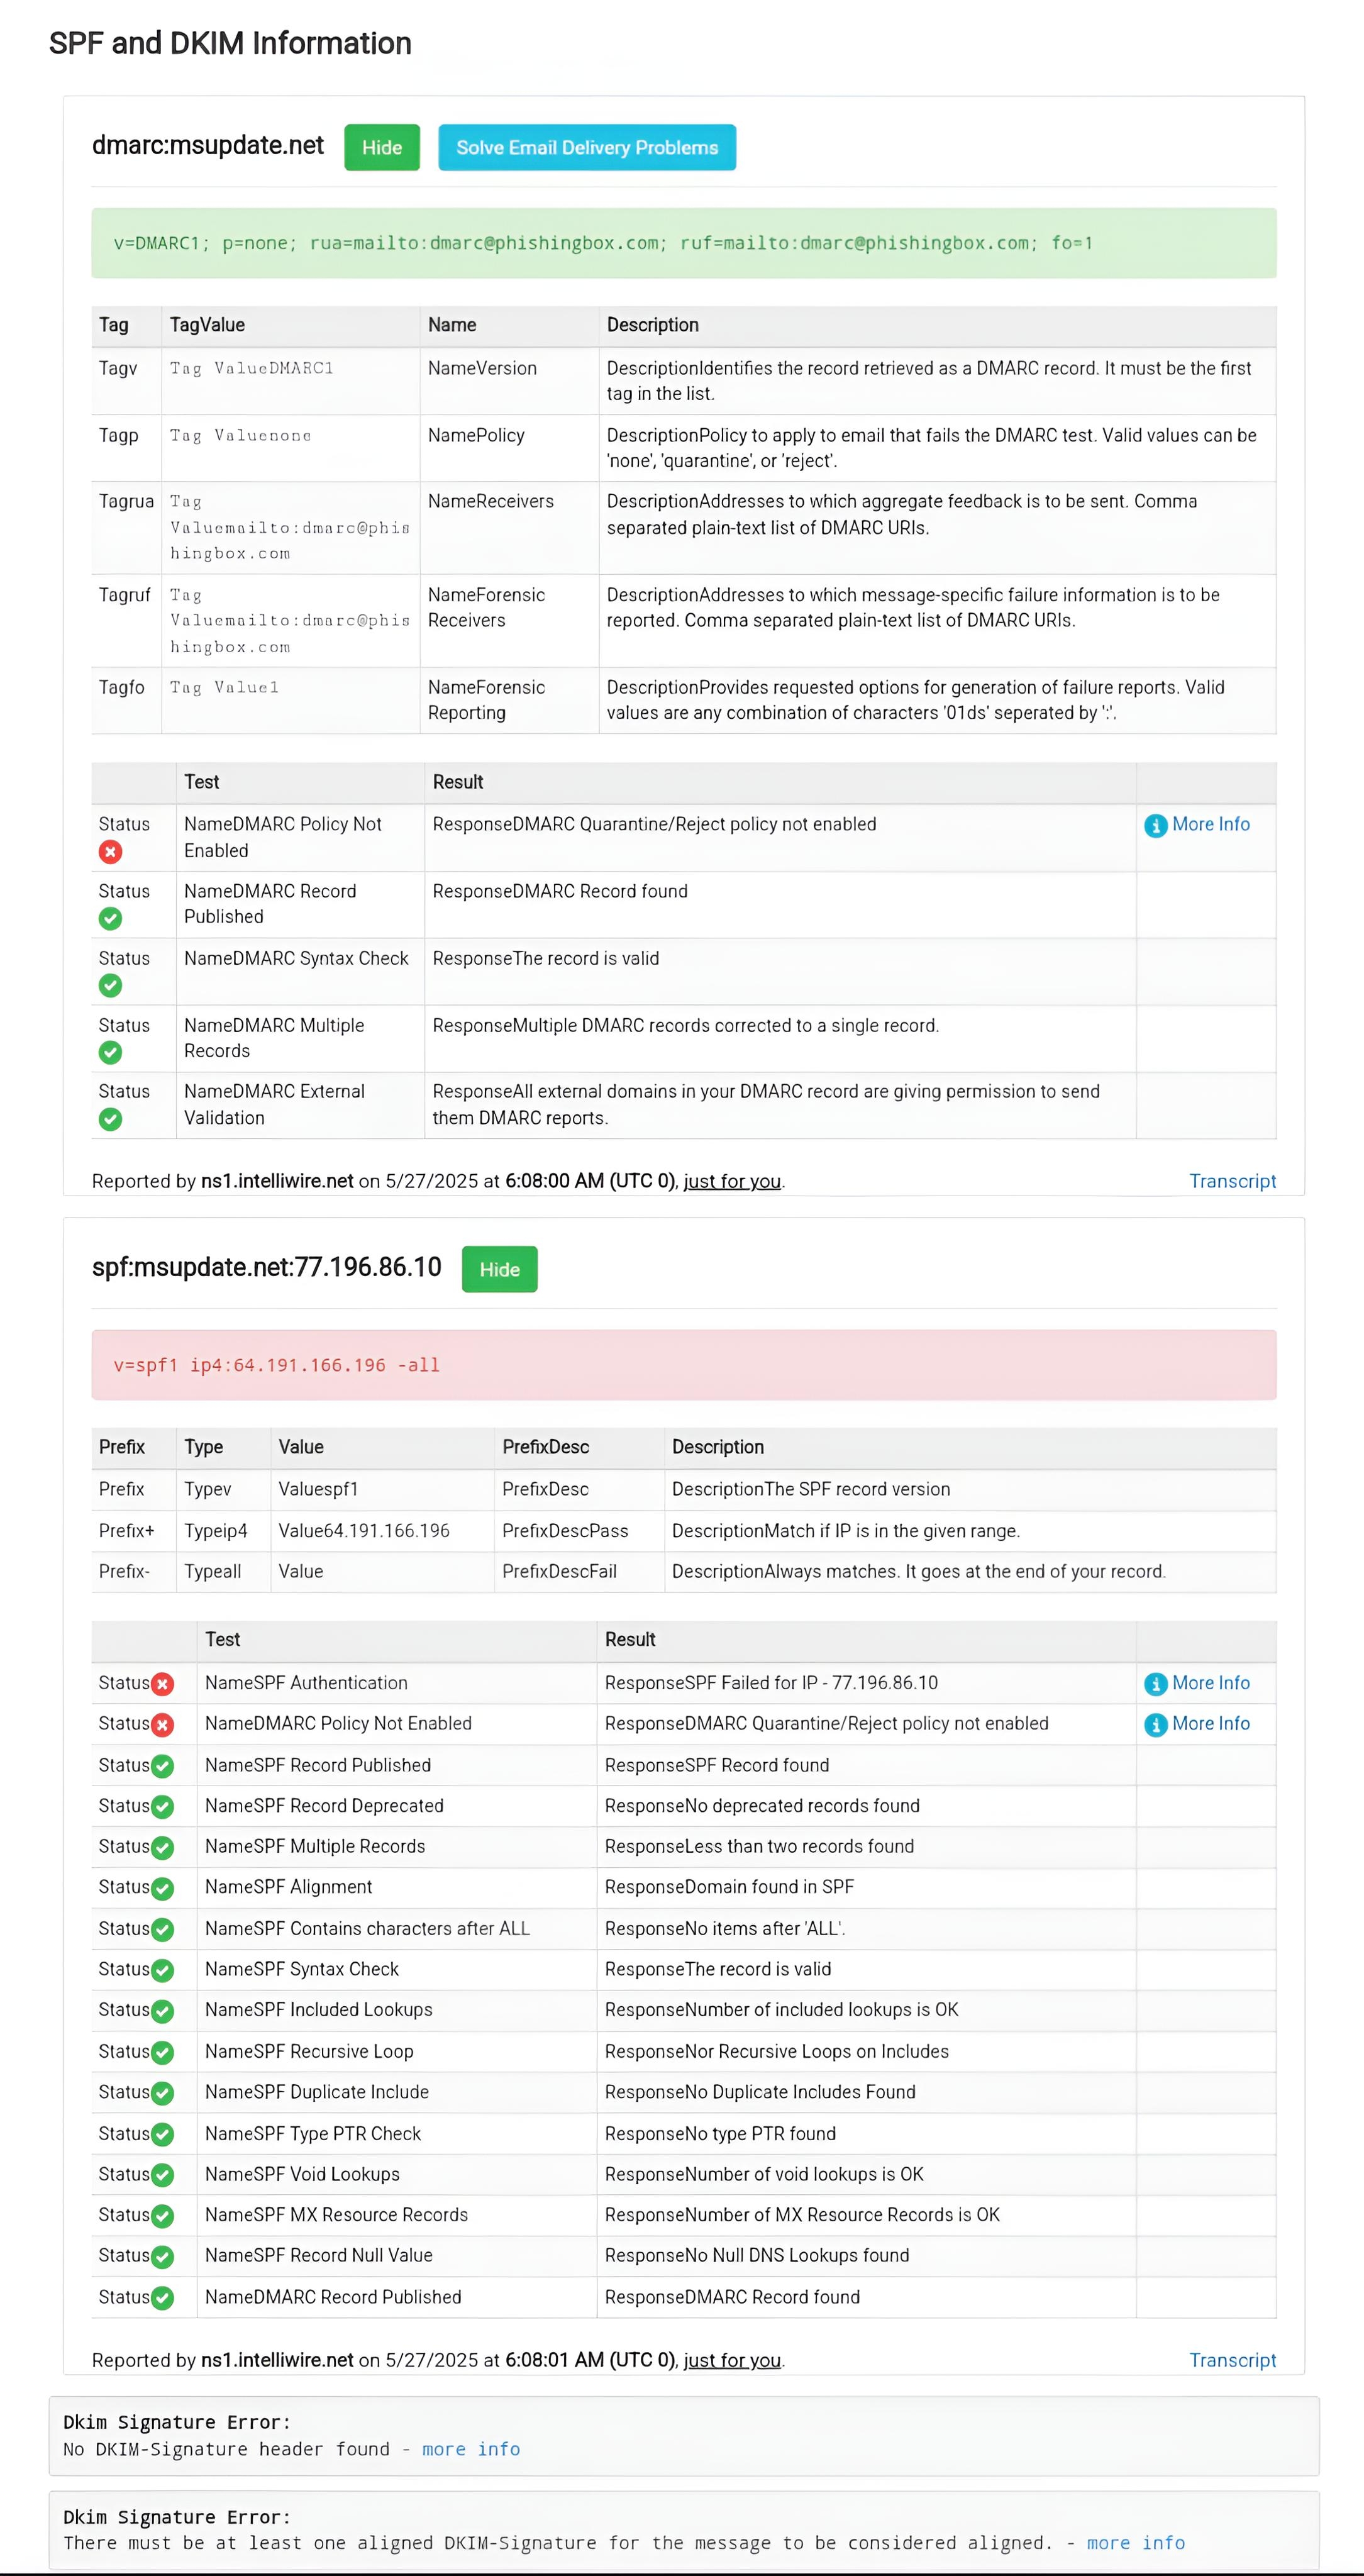 SPF and DKIM Information
dmarc:msupdate.net Hide Solve Email Delivery Problems
v=DMARC1; p=none; rua=mailto:dmarc@phishingbox.com; ruf=mailto:dmarc@phishingbox.com; fo=1
Tag TagValue Name Description
Tagv Tag ValueDMARC1 NameVersion DescriptionIdentifies the record retrieved as a DMARC record. It must be the first
tag in the list.
Tagp Tag Valuenone NamePolicy DescriptionPolicy to apply to email that fails the DMARC test. Valid values can be
'none', 'quarantine', or 'reject'.
Tagrua Tag NameReceivers DescriptionAddresses to which aggregate feedback is to be sent. Comma
Valuemailto:dmarc@phis separated plain-text list of DMARC URIs.
hingbox.com
Tagruf Tag NameForensic DescriptionAddresses to which message-specific failure information is to be
Valuemailto:dmarc@phis Receivers reported. Comma separated plain-text list of DMARC URIs.
hingbox.com
Tagfo Tag Value1 NameForensic DescriptionProvides requested options for generation of failure reports. Valid
Reporting values are any combination of characters '01ds' seperated by ':'.
Test Result
Status NameDMARC Policy Not ResponseDMARC Quarantine/Reject policy not enabled More Info
Enabled
Status NameDMARC Record ResponseDMARC Record found
Published
Status NameDMARC Syntax Check ResponseThe record is valid
Status NameDMARC Multiple ResponseMultiple DMARC records corrected to a single record.
Records
Status NameDMARC External ResponseAll external domains in your DMARC record are giving permission to send
Validation them DMARC reports.
Reported by ns1.intelliwire.net on 5/27/2025 at 6:08:00 AM (UTC 0), just for you. Transcript
spf:msupdate.net:77.196.86.10 Hide
v=spf1 ip4:64.191.166.196 -all
Prefix Type Value PrefixDesc Description
Prefix Typev Valuespf1 PrefixDesc DescriptionThe SPF record version
Prefix+ Typeip4 Value64.191.166.196 PrefixDescPass DescriptionMatch if IP is in the given range.
Prefix- Typeall Value PrefixDescFail DescriptionAlways matches. It goes at the end of your record.
Test Result
Status NameSPF Authentication ResponseSPF Failed for IP - 77.196.86.10 More Info
Status NameDMARC Policy Not Enabled ResponseDMARC Quarantine/Reject policy not enabled More Info
Status NameSPF Record Published ResponseSPF Record found
Status NameSPF Record Deprecated ResponseNo deprecated records found
Status NameSPF Multiple Records ResponseLess than two records found
Status NameSPF Alignment ResponseDomain found in SPF
Status NameSPF Contains characters after ALL ResponseNo items after 'ALL'.
Status NameSPF Syntax Check ResponseThe record is valid
Status NameSPF Included Lookups ResponseNumber of included lookups is OK
Status NameSPF Recursive Loop ResponseNor Recursive Loops on Includes
Status NameSPF Duplicate Include ResponseNo Duplicate Includes Found
Status NameSPF Type PTR Check ResponseNo type PTR found
Status NameSPF Void Lookups ResponseNumber of void lookups is OK
Status NameSPF MX Resource Records ResponseNumber of MX Resource Records is OK
Status NameSPF Record Null Value ResponseNo Null DNS Lookups found
Status NameDMARC Record Published ResponseDMARC Record found
Reported by ns1.intelliwire.net on 5/27/2025 at 6:08:01 AM (UTC 0), just for you. Transcript
Dkim Signature Error:
No DKIM-Signature header found - more info
Dkim Signature Error:
There must be at least one aligned DKIM-Signature for the message to be considered aligned. - more info